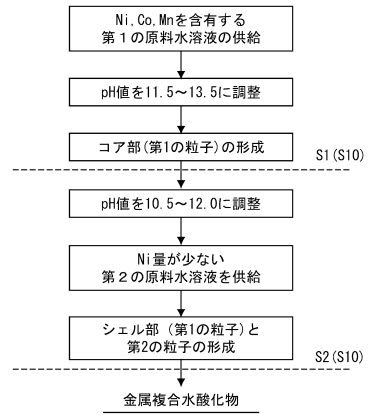 Ni,Co,Mnを含有する
第１の原料水溶液の供給
pH値を11.5～13.5に調整
コア部(第1の粒子)の形成
S1(S10)
pH値を10.5～12.0に調整
Ni量が少ない
第２の原料水溶液を供給
シェル部（第1の粒子)と
第2の粒子の形成
S2(S10)
金属複合水酸化物